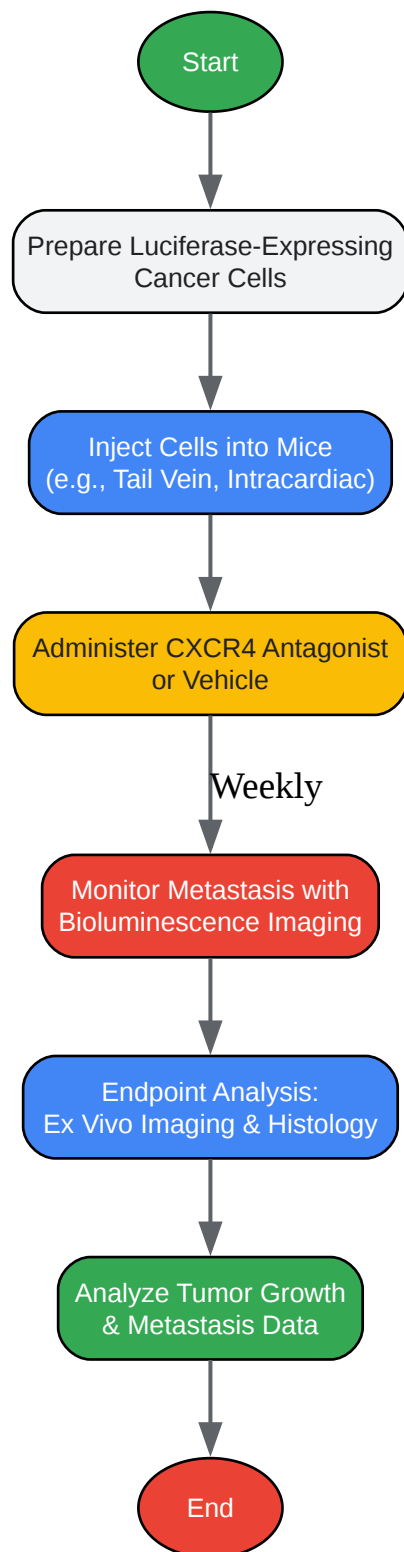 Start
Prepare Luciferase-Expressing
Cancer Cells
Inject Cells into Mice
(e.g., Tail Vein, Intracardiac)
Administer CXCR4 Antagonist
or Vehicle
Weekly
Monitor Metastasis with
Bioluminescence Imaging
Endpoint Analysis:
Ex Vivo Imaging & Histology
Analyze Tumor Growth
& Metastasis Data
End